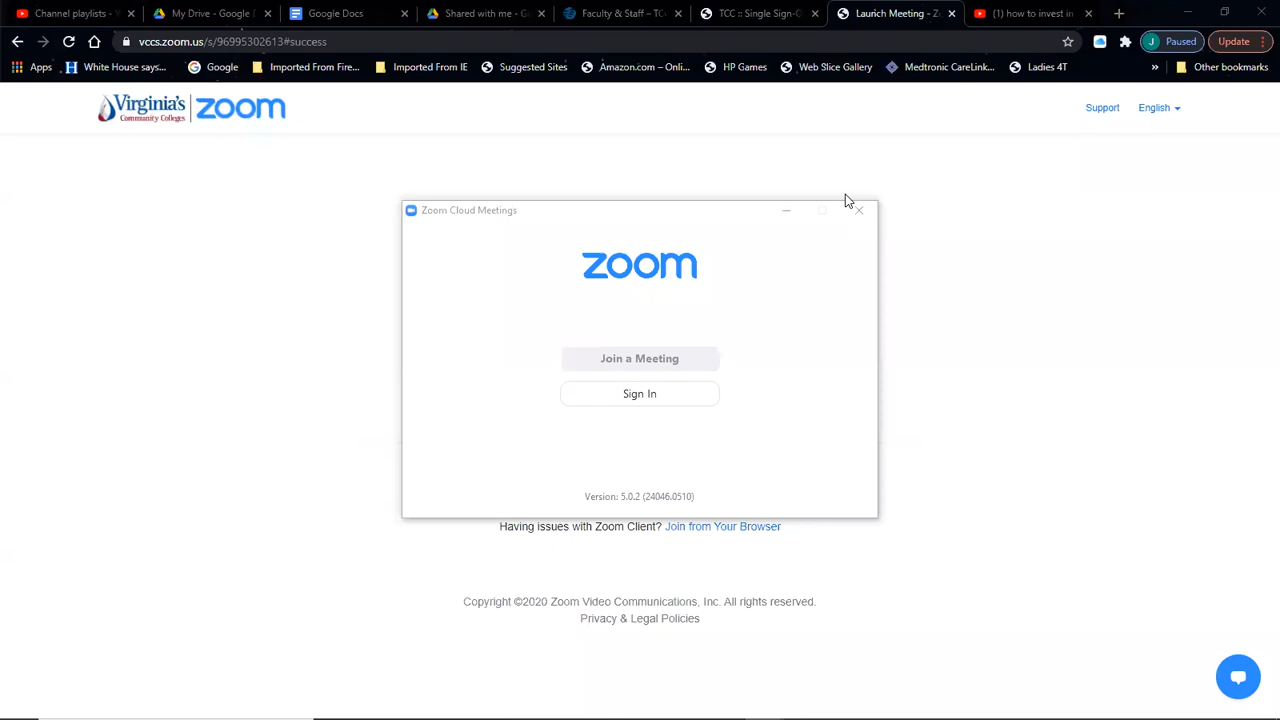 Channel playlists - Y
My Drive - Google D
Google Docs
Shared with me - Go
Faculty & Staff – TC
TCC :: Single Sign-O
Launch Meeting - Zo
(1) how to invest in
vccs.zoom.us/s/96995302613#success
J Paused
Update
Apps
White House says...
Google
Imported From Fire...
Imported From IE
Suggested Sites
Amazon.com – Onli...
HP Games
Web Slice Gallery
Medtronic CareLink...
Ladies 4T
»
Other bookmarks
Virginia's
Community Colleges
zoom
Support
English
Zoom Cloud Meetings
zoom
Join a Meeting
Sign In
Version: 5.0.2 (24046.0510)
Having issues with Zoom Client? Join from Your Browser
Copyright ©2020 Zoom Video Communications, Inc. All rights reserved.
Privacy & Legal Policies